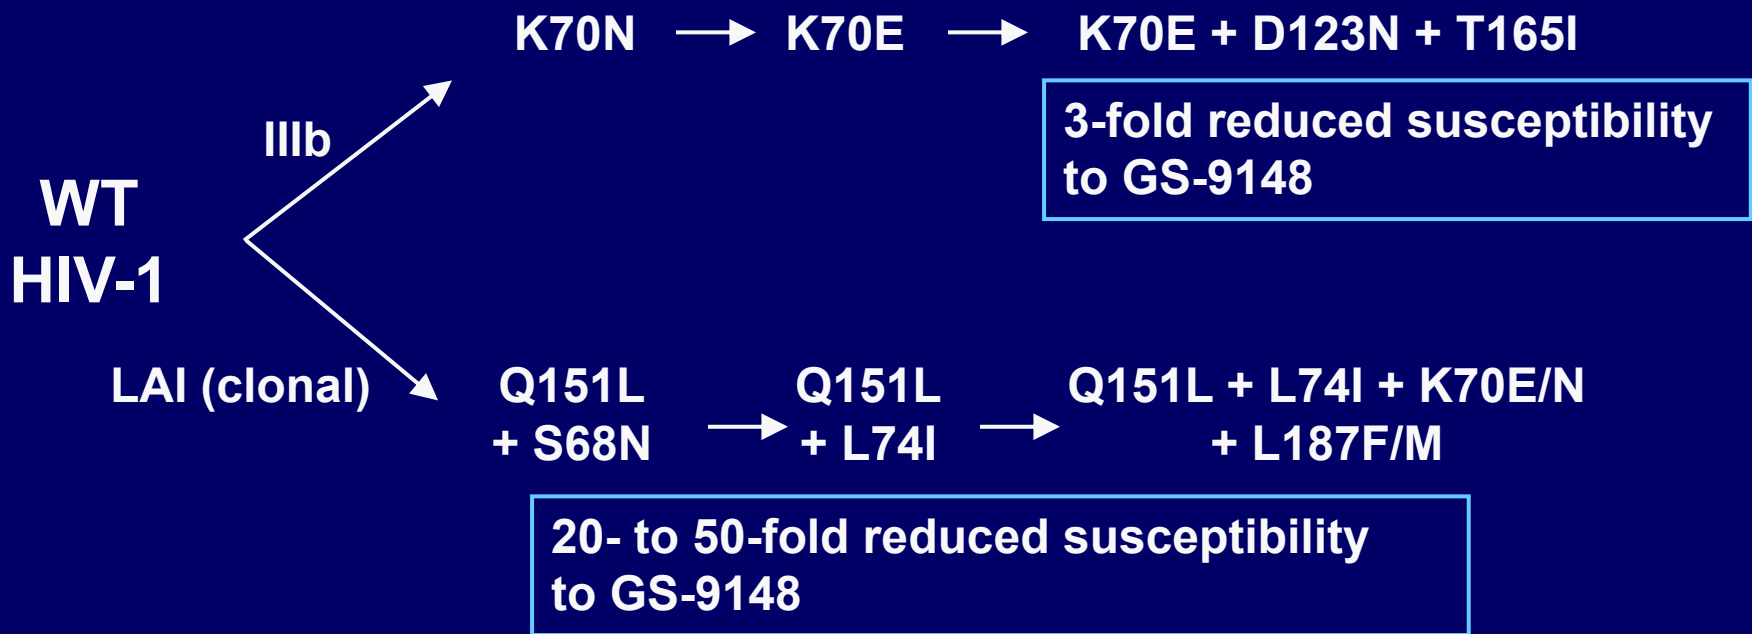 K70N → K70E → K70E + D123N + T165I
3-fold reduced susceptibility
to GS-9148
IIIb
WT
HIV-1
LAI (clonal)
Q151L
+ S68N
→
Q151L
+ L74I
→
Q151L + L74I + K70E/N
+ L187F/M
20- to 50-fold reduced susceptibility
to GS-9148